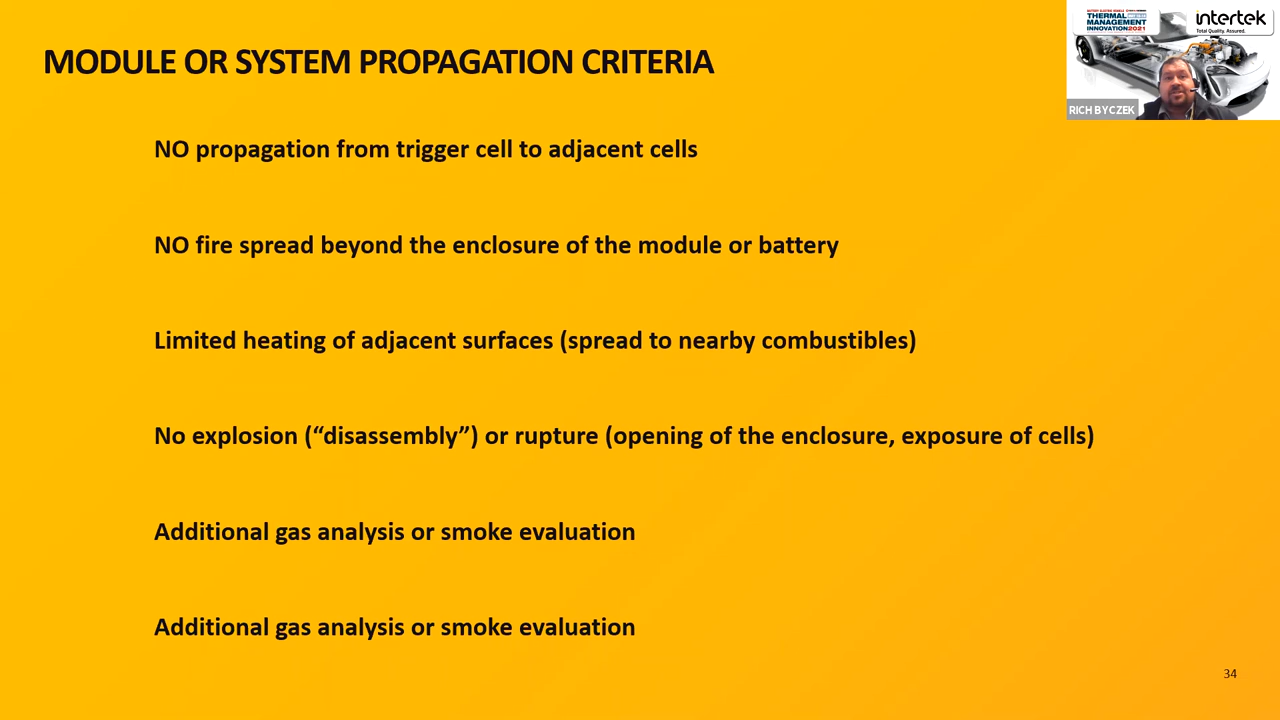 MODULE OR SYSTEM PROPAGATION CRITERIA
THERMAL
MANAGEMENT
INNOVATION2021
intertek
Total Quality. Assured.
RICH BYCZEK
NO propagation from trigger cell to adjacent cells
NO fire spread beyond the enclosure of the module or battery
Limited heating of adjacent surfaces (spread to nearby combustibles)
No explosion (“disassembly”) or rupture (opening of the enclosure, exposure of cells)
Additional gas analysis or smoke evaluation
Additional gas analysis or smoke evaluation
34